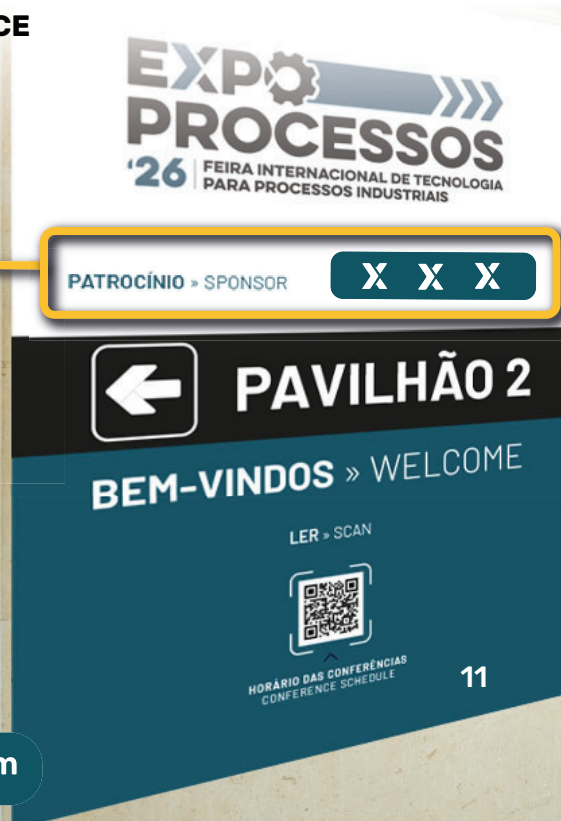 CE
EXPO
PROCESSOS
'26 FEIRA INTERNACIONAL DE TECNOLOGIA
PARA PROCESSOS INDUSTRIAIS
PATROCÍNIO » SPONSOR X X X
PAVILHÃO 2
BEM-VINDOS » WELCOME
LER » SCAN
HORÁRIO DAS CONFERÊNCIAS
CONFERENCE SCHEDULE
11
m